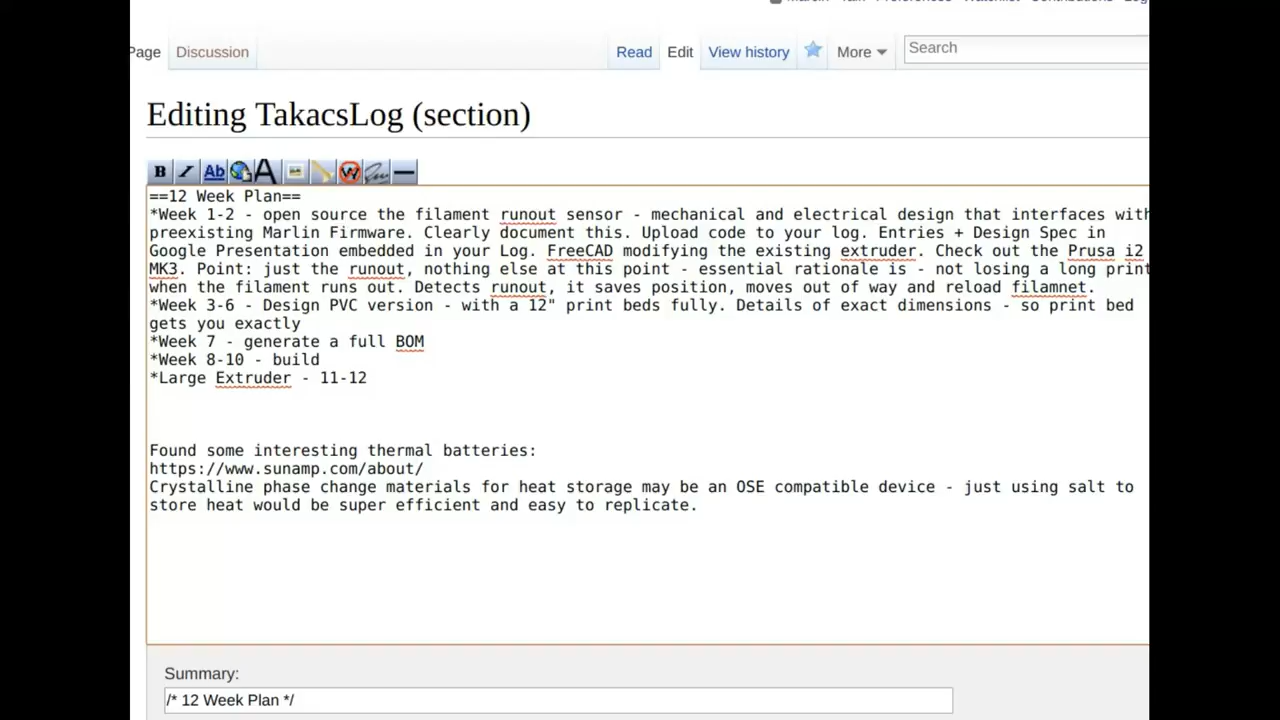 Page Discussion Read Edit View history More Search
Editing TakacsLog (section)
B I Ab A W
==12 Week Plan==
*Week 1-2 - open source the filament runout sensor - mechanical and electrical design that interfaces with
preexisting Marlin Firmware. Clearly document this. Upload code to your log. Entries + Design Spec in
Google Presentation embedded in your Log. FreeCAD modifying the existing extruder. Check out the Prusa i2
MK3. Point: just the runout, nothing else at this point - essential rationale is - not losing a long print
when the filament runs out. Detects runout, it saves position, moves out of way and reload filamnet.
*Week 3-6 - Design PVC version - with a 12" print beds fully. Details of exact dimensions - so print bed
gets you exactly
*Week 7 - generate a full BOM
*Week 8-10 - build
*Large Extruder - 11-12
Found some interesting thermal batteries:
https://www.sunamp.com/about/
Crystalline phase change materials for heat storage may be an OSE compatible device - just using salt to
store heat would be super efficient and easy to replicate.
Summary:
/* 12 Week Plan */